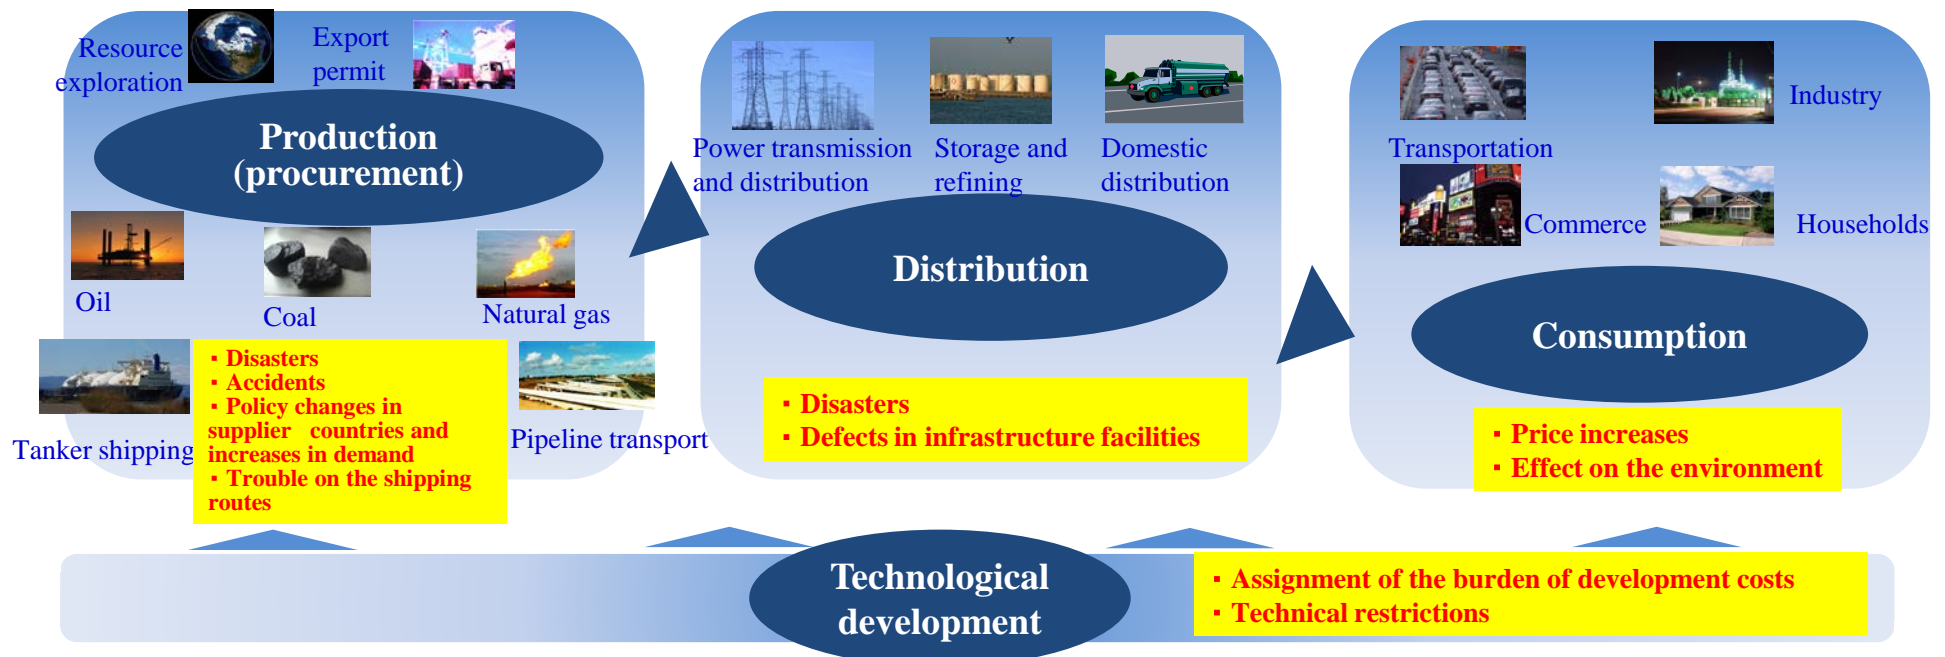 Resource
exploration
Export
permit
Production
(procurement)
Oil
Coal
Natural gas
Tanker shipping
▪ Disasters
▪ Accidents
▪ Policy changes in
supplier countries and
increases in demand
▪ Trouble on the shipping
routes
Pipeline transport
Power transmission
and distribution
Storage and
refining
Domestic
distribution
Distribution
▪ Disasters
▪ Defects in infrastructure facilities
Transportation
Industry
Commerce
Households
Consumption
▪ Price increases
▪ Effect on the environment
Technological
development
▪ Assignment of the burden of development costs
▪ Technical restrictions